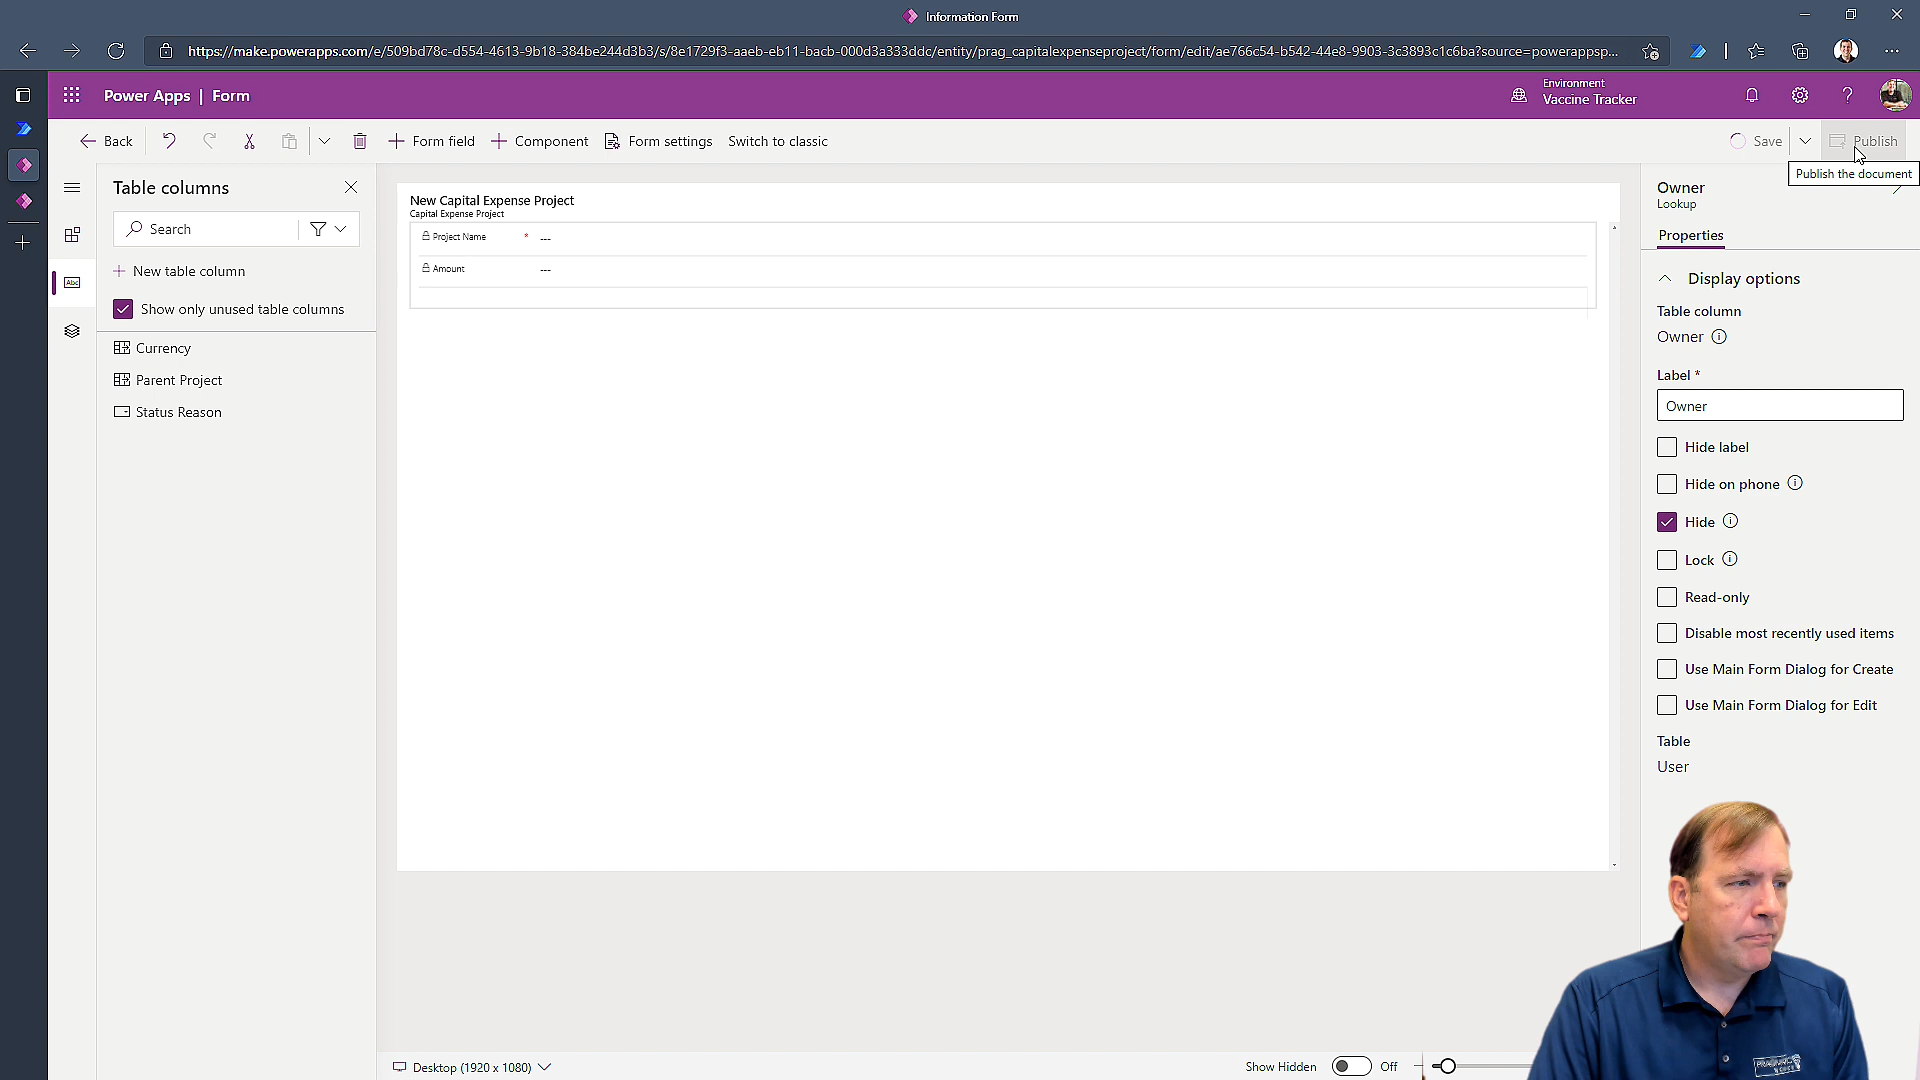 Information Form
https://make.powerapps.com/e/509bd78c-d554-4613-9b18-384be244d3b3/s/8e1729f3-aaeb-eb11-bacb-000d3a333ddc/entity/prag_capitalexpenseproject/form/edit/ae766c54-b542-44e8-9903-3c3893c1c6ba?source=powerappsp...
Power Apps | Form
Environment
Vaccine Tracker
Back
Form field
Component
Form settings
Switch to classic
Save
Publish
Publish the document
Table columns
Search
New table column
Show only unused table columns
Currency
Parent Project
Status Reason
Abc
New Capital Expense Project
Capital Expense Project
Project Name * ---
Amount ---
Owner
Lookup
Properties
Display options
Table column
Owner
Label *
Owner
Hide label
Hide on phone
Hide
Lock
Read-only
Disable most recently used items
Use Main Form Dialog for Create
Use Main Form Dialog for Edit
Table
User
Desktop (1920 x 1080)
Show Hidden
Off